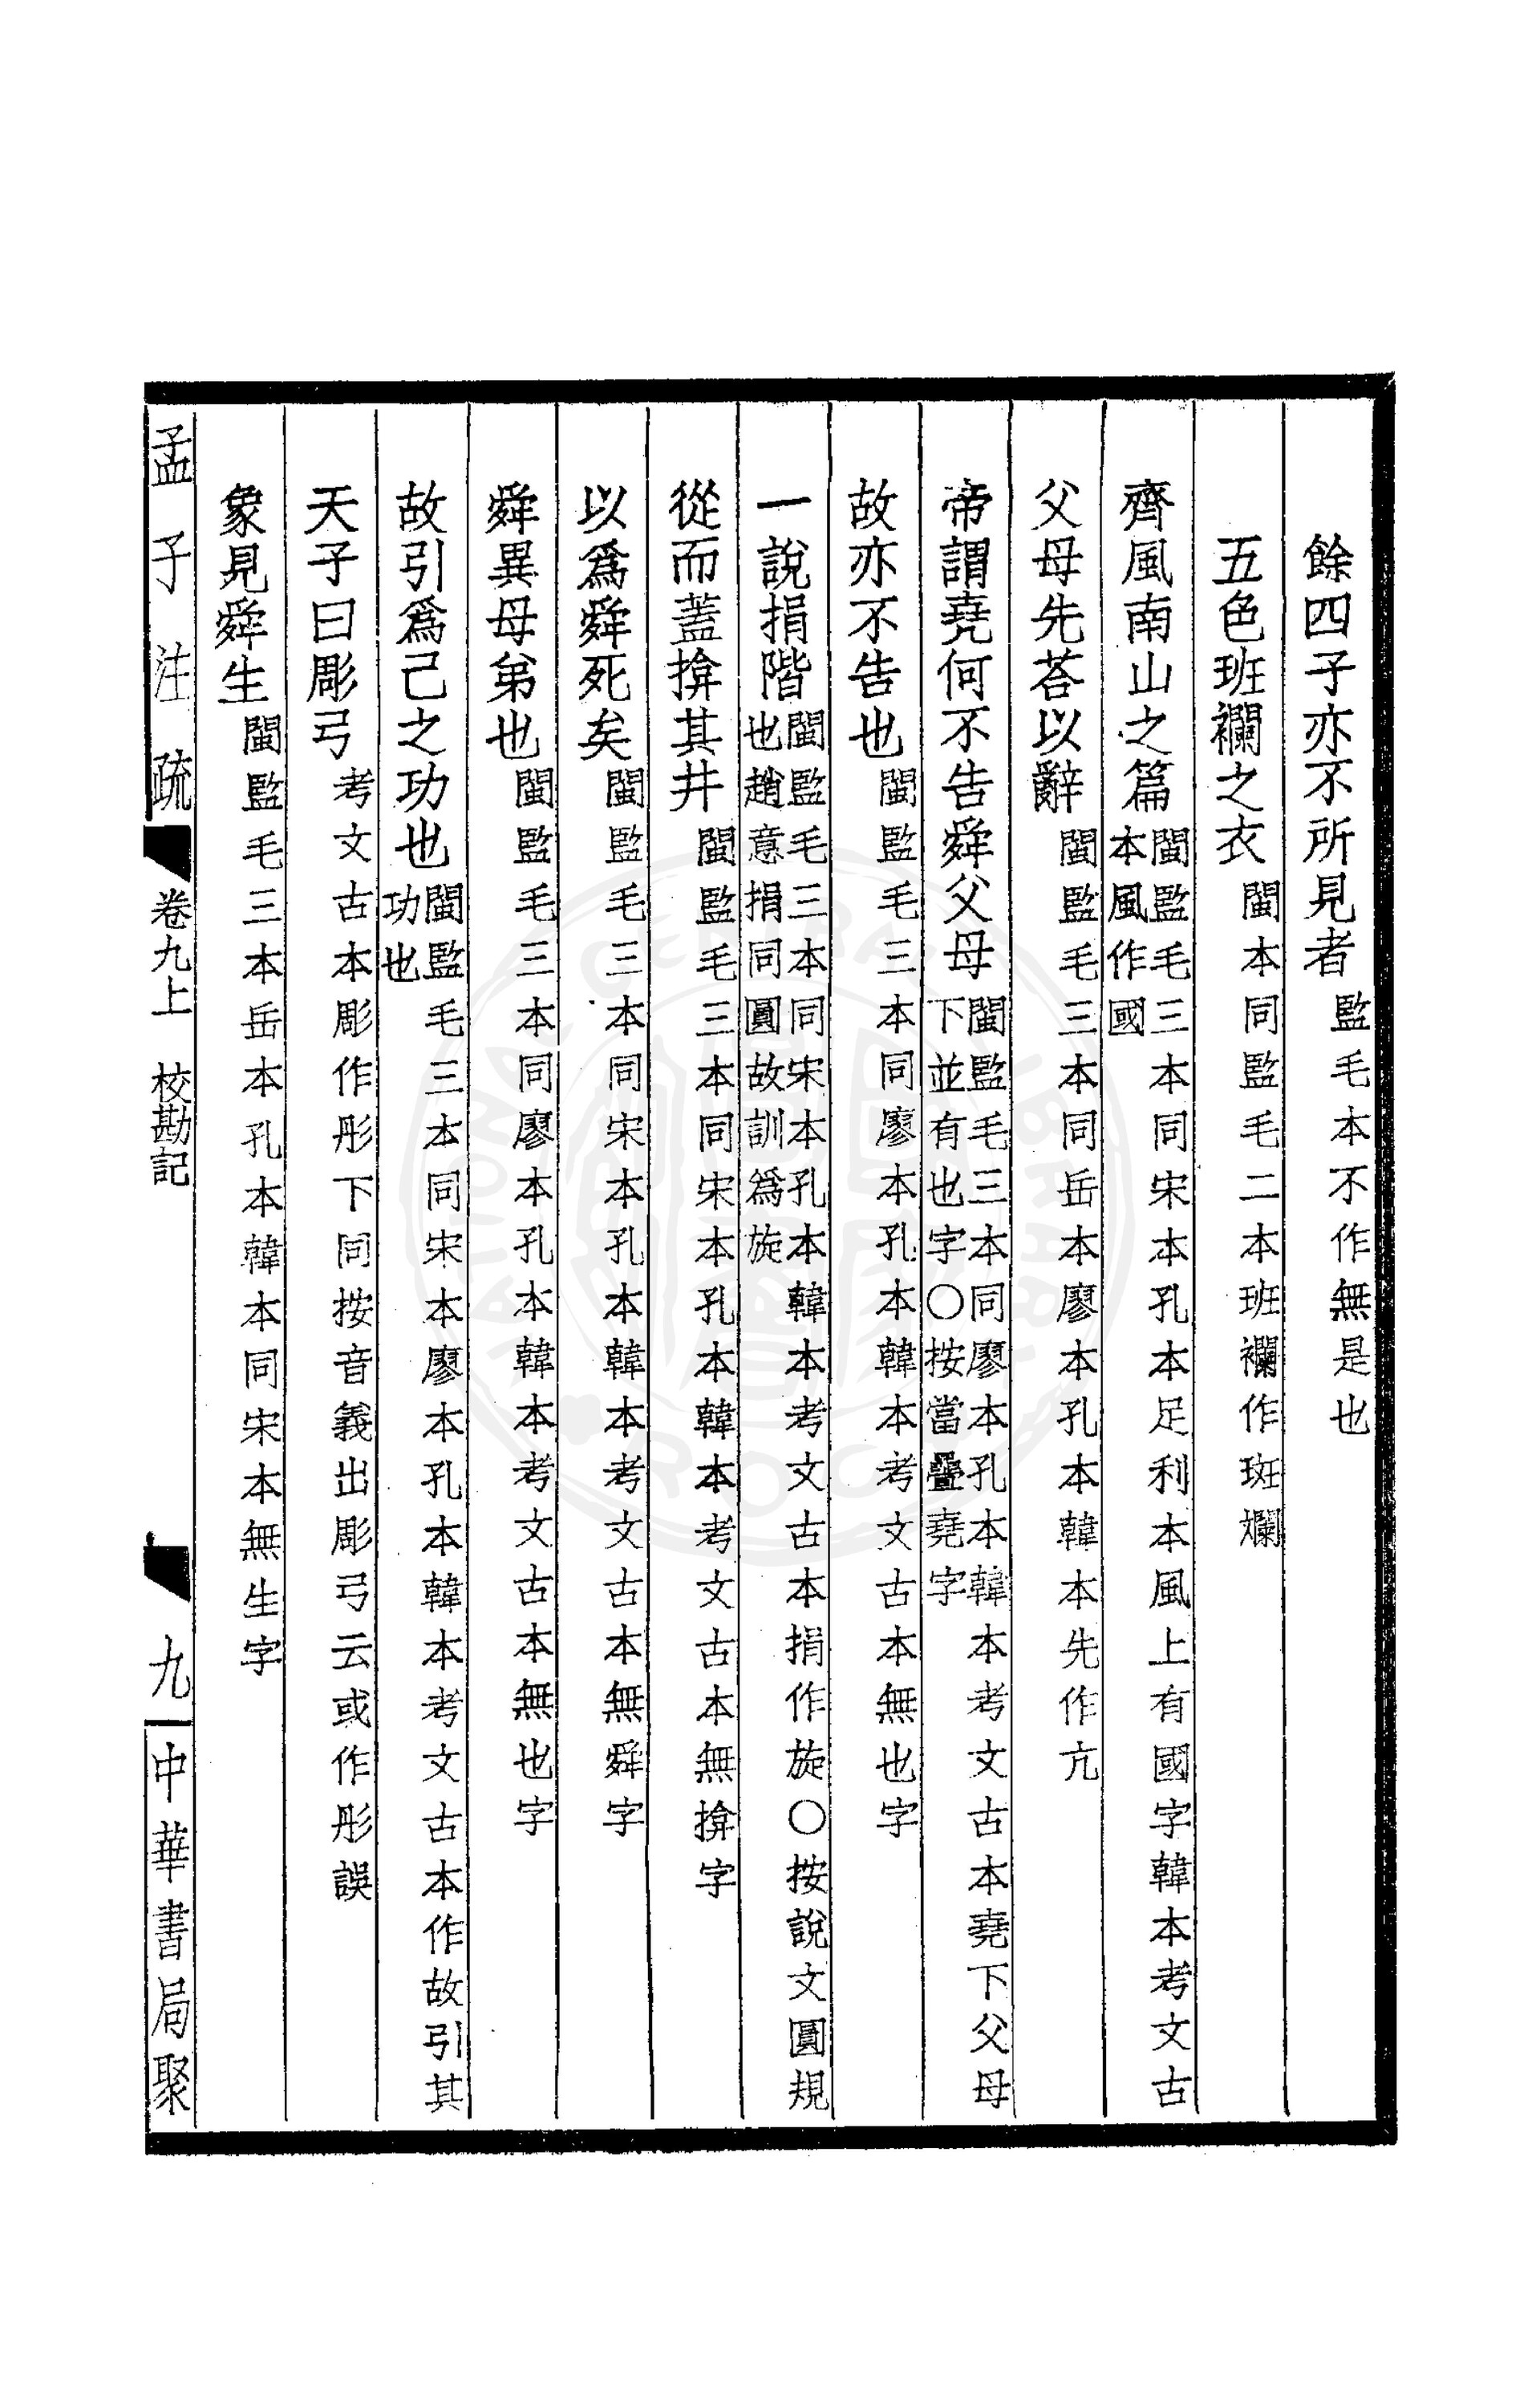 餘四子亦不所見者監毛本不作無是也
五色班襴之衣閩本同監毛二本班襴作斑斕
齊風南山之篇閩監毛三本同宋本孔本足利本風上有國字韓本考文古
本風作國
父母先荅以辭閩監毛三本同岳本廖本孔本韓本先作亢
帝謂堯何不告舜父母閩監毛三本同廖本孔本韓本考文古本堯下父母
下並有也字〇按當疊堯字
故亦不告也閩監毛三本同廖本孔本韓本考文古本無也字
一說捐階閩監毛三本同宋本孔本韓本考文古本捐作旋〇按說文圓規
也趙意捐同圓故訓爲旋
從而蓋揜其井閩監毛三本同宋本孔本韓本考文古本無揜字
以爲舜死矣閩監毛三本同宋本孔本韓本考文古本無舜字
舜異母弟也閩監毛三本同廖本孔本韓本考文古本無也字
故引爲己之功也閩監毛三本同宋本廖本孔本韓本考文古本作故引其
功也
天子曰彫弓考文古本彫作彤下同按音義出彫弓云或作彤誤
象見舜生閩監毛三本岳本孔本韓本同宋本無生字
孟子注疏 卷九上 校勘記 九 中華書局聚
NATIONAL CENTRAL LIBRARY R.O.C